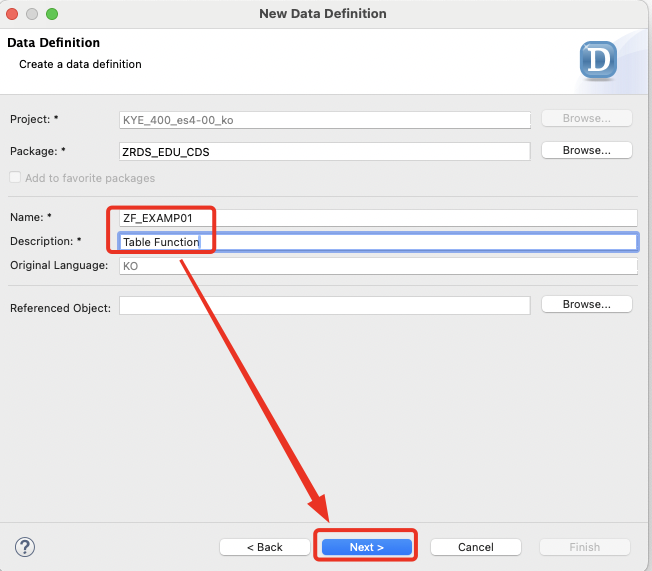 New Data Definition
Data Definition
Create a data definition
D
Project: * KYE_400_es4-00_ko Browse...
Package: * ZRDS_EDU_CDS Browse...
Add to favorite packages
Name: * ZF_EXAMP01
Description: * Table Function
Original Language: KO
Referenced Object: Browse...
? < Back Next > Cancel Finish